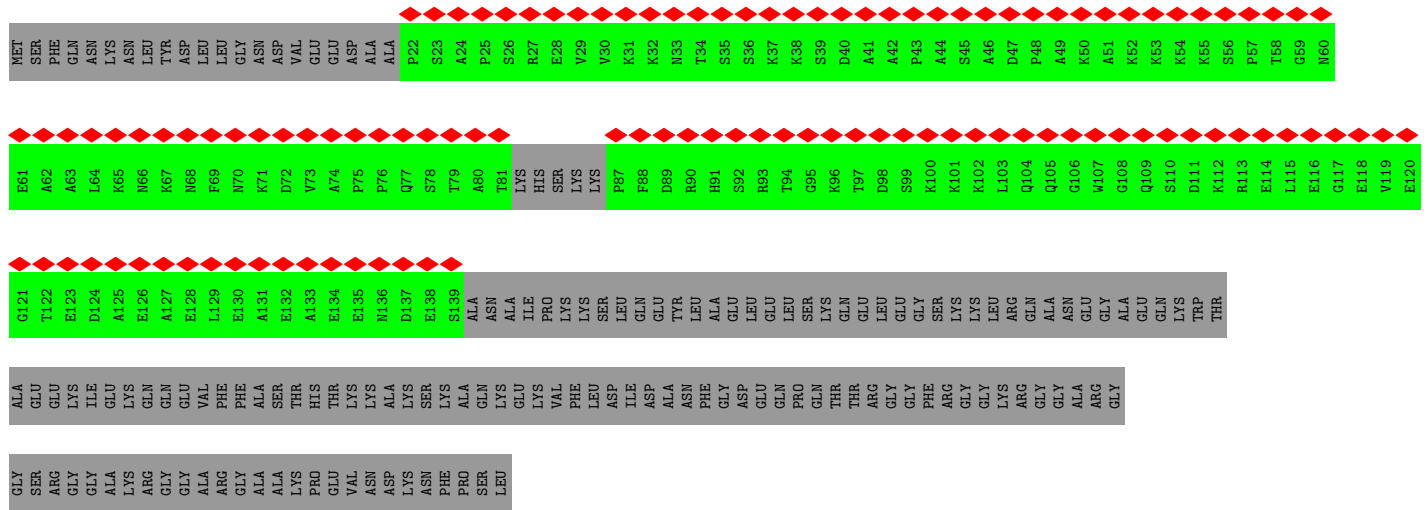 MET SER PHE GLN ASN LYS ASN LEU TYR ASP LEU LEU GLY ASN ASP VAL GLU GLU ASP ALA ALA P22 S23 A24 P25 S26 R27 E28 V29 V30 K31 K32 N33 T34 S35 S36 K37 K38 S39 D40 A41 A42 P43 A44 S45 A46 D47 P48 A49 K50 A51 K52 K53 K54 K55 S56 P57 T58 G59 N60
E61 A62 A63 L64 K65 N66 K67 N68 F69 N70 K71 D72 V73 A74 P75 P76 Q77 S78 T79 A80 T81 LYS HIS SER LYS LYS P87 F88 D89 R90 H91 S92 R93 T94 G95 K96 T97 D98 S99 K100 K101 K102 L103 Q104 Q105 G106 W107 G108 Q109 S110 D111 K112 R113 E114 L115 E116 G117 E118 V119 E120
G121 T122 E123 D124 A125 E126 A127 E128 L129 E130 A131 E132 A133 E134 E135 N136 D137 E138 S139 ALA ASN ALA ILE PRO LYS LYS SER LEU GLN GLU TYR LEU ALA GLU LEU GLU LEU SER LYS GLN GLU LEU GLU GLY SER LYS LYS LEU ARG GLN ALA ASN GLU GLY ALA GLU GLN LYS TRP THR
ALA GLU GLU LYS ILE GLU LYS GLN GLN GLU VAL PHE PHE ALA SER THR HIS THR LYS LYS ALA LYS SER LYS ALA GLN LYS GLU LYS VAL PHE LEU ASP ILE ASP ALA ASN PHE GLY ASP GLU GLN PRO GLN THR THR ARG GLY GLY PHE ARG GLY GLY LYS ARG GLY GLY ALA ARG GLY
GLY SER ARG GLY GLY ALA LYS ARG GLY GLY ALA ARG GLY ALA ALA LYS PRO GLU VAL ASN ASP LYS ASN PHE PRO SER LEU